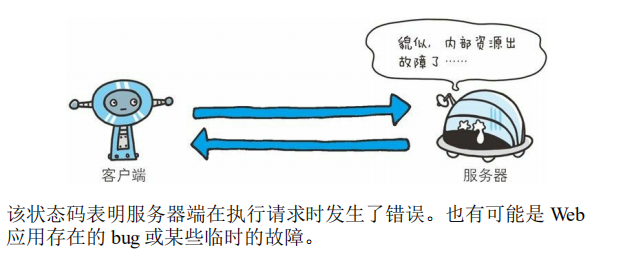 貌似，内部资源出
故障了……
客户端
服务器
该状态码表明服务器端在执行请求时发生了错误。也有可能是 Web
应用存在的 bug 或某些临时的故障。